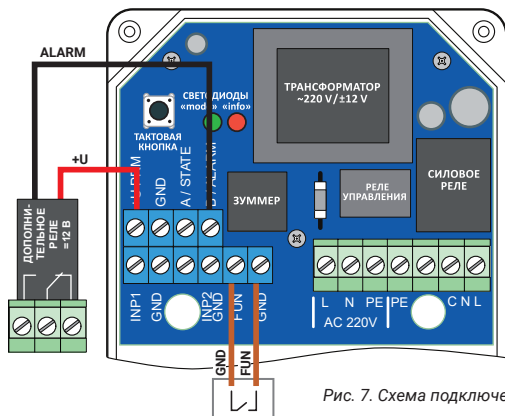 ALARM
+U
ДОПОЛНИ-
ТЕЛЬНОЕ
РЕЛЕ
= 12 В
ТАКТОВАЯ
КНОПКА
СВЕТОДИОДЫ
«mode» «info»
ТРАНСФОРМАТОР
~220 V / ±12 V
GND
A / STATE
B / ALARM
ЗУММЕР
РЕЛЕ
УПРАВЛЕНИЯ
СИЛОВОЕ
РЕЛЕ
INP1
GND
INP2
GND
FUN
GND
L N PE PE C N L
AC 220V
GND
FUN
Рис. 7. Схема подключе